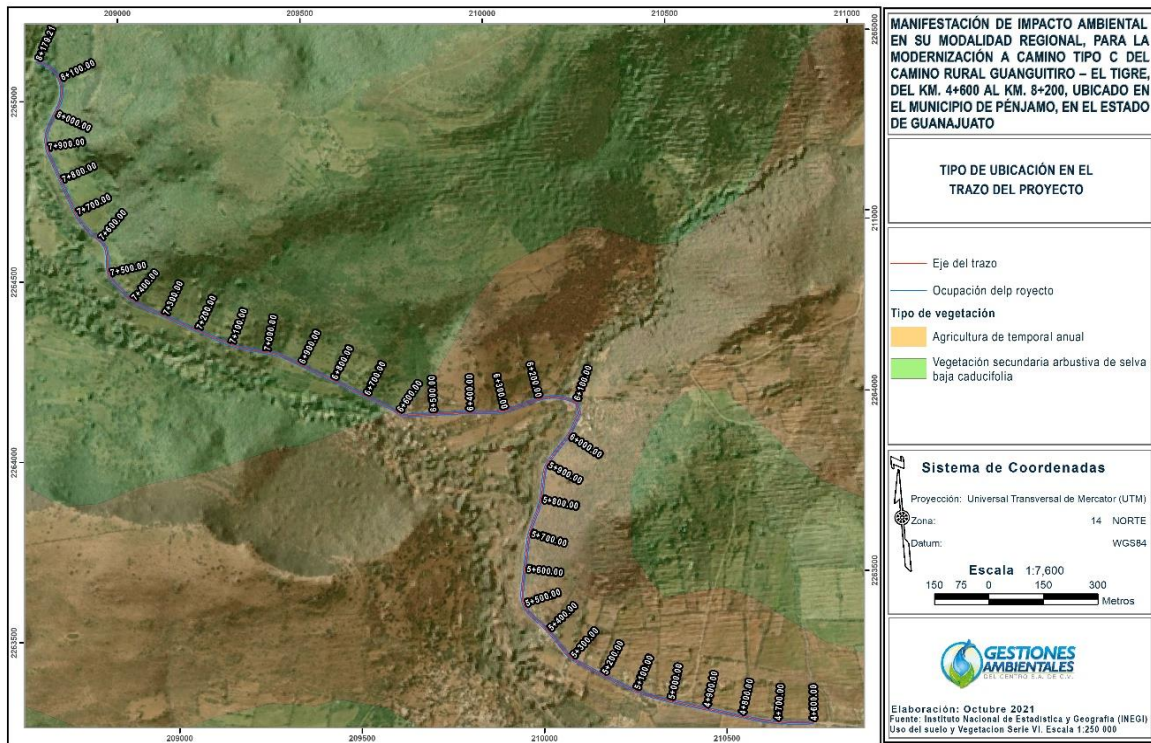 209000
209500
210000
210500
211000
2265000
2264500
2264000
2263500
2265000
211000
2264000
2263500
209000
209500
210000
210500
8+179.21
8+100.00
8+000.00
7+900.00
7+800.00
7+700.00
7+600.00
7+500.00
7+400.00
7+300.00
7+200.00
7+100.00
7+000.00
6+900.00
6+800.00
6+700.00
6+600.00
6+500.00
6+400.00
6+300.00
6+200.00
6+100.00
6+000.00
5+900.00
5+800.00
5+700.00
5+600.00
5+500.00
5+400.00
5+300.00
5+200.00
5+100.00
5+000.00
4+900.00
4+800.00
4+700.00
4+600.00
MANIFESTACIÓN DE IMPACTO AMBIENTAL
EN SU MODALIDAD REGIONAL, PARA LA
MODERNIZACIÓN A CAMINO TIPO C DEL
CAMINO RURAL GUANGUITIRO – EL TIGRE,
DEL KM. 4+600 AL KM. 8+200, UBICADO EN
EL MUNICIPIO DE PÉNJAMO, EN EL ESTADO
DE GUANAJUATO
TIPO DE UBICACIÓN EN EL
TRAZO DEL PROYECTO
Eje del trazo
Ocupación delp royecto
Tipo de vegetación
Agricultura de temporal anual
Vegetación secundaria arbustiva de selva
baja caducifolia
Sistema de Coordenadas
Proyección: Universal Transversal de Mercator (UTM)
Zona: 14 NORTE
Datum: WGS84
Escala 1:7,600
150 75 0 150 300
Metros
GESTIONES
AMBIENTALES
DEL CENTRO S.A. DE C.V.
Elaboración: Octubre 2021
Fuente: Instituto Nacional de Estadística y Geografía (INEGI)
Uso del suelo y Vegetacion Serie VI. Escala 1:250 000